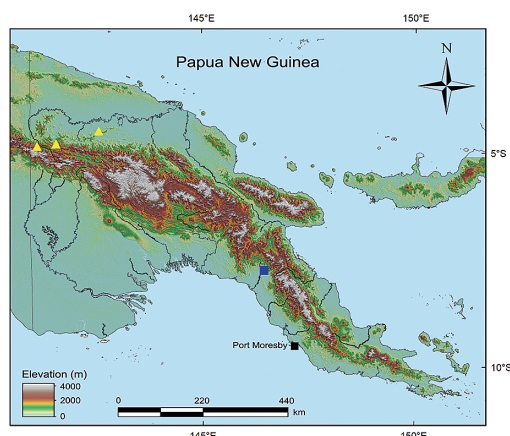 145°E 150°E
Papua New Guinea
N
5°S
Port Moresby
10°S
Elevation (m)
4000
2000
0
0 220 440
km
145°E 150°E